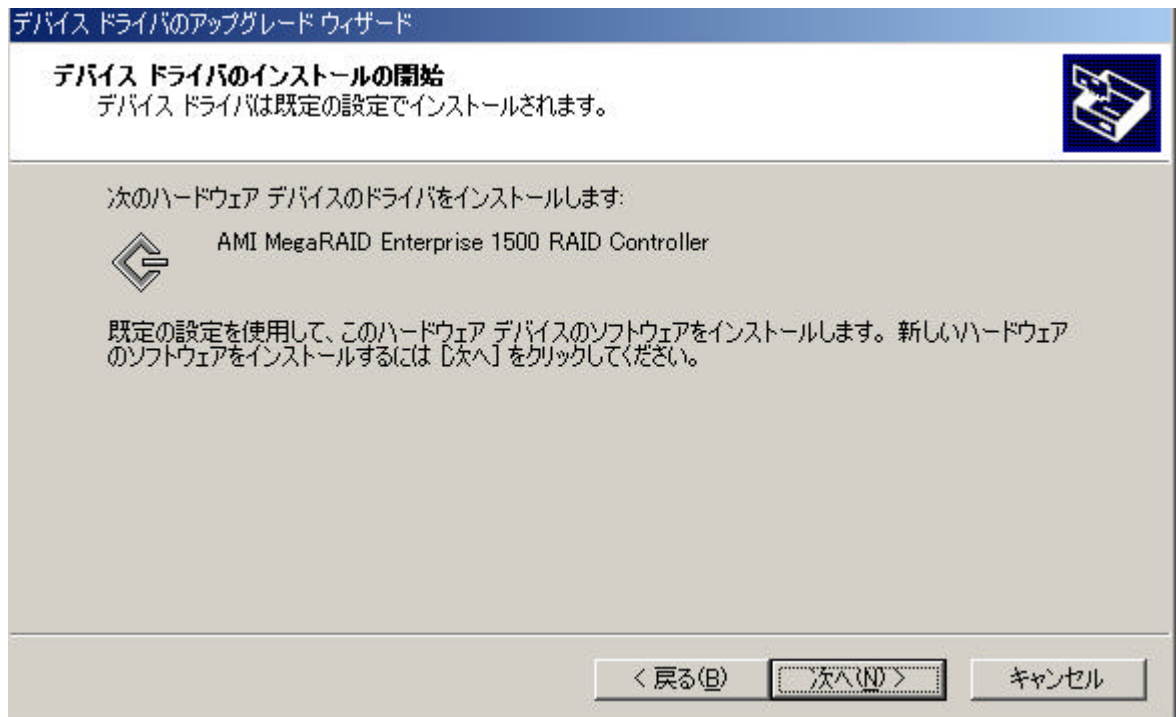 デバイス ドライバのアップグレード ウィザード
デバイス ドライバのインストールの開始
デバイス ドライバは既定の設定でインストールされます。
次のハードウェア デバイスのドライバをインストールします:
AMI MegaRAID Enterprise 1500 RAID Controller
既定の設定を使用して、このハードウェア デバイスのソフトウェアをインストールします。新しいハードウェア
のソフトウェアをインストールするには [次へ] をクリックしてください。
< 戻る(B)
次へ(N) >
キャンセル